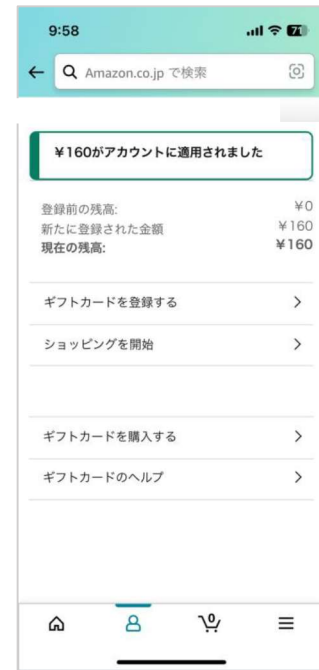 9:58
71
Amazon.co.jp で検索
¥160がアカウントに適用されました
登録前の残高: ¥0
新たに登録された金額 ¥160
現在の残高: ¥160
ギフトカードを登録する
ショッピングを開始
ギフトカードを購入する
ギフトカードのヘルプ
0